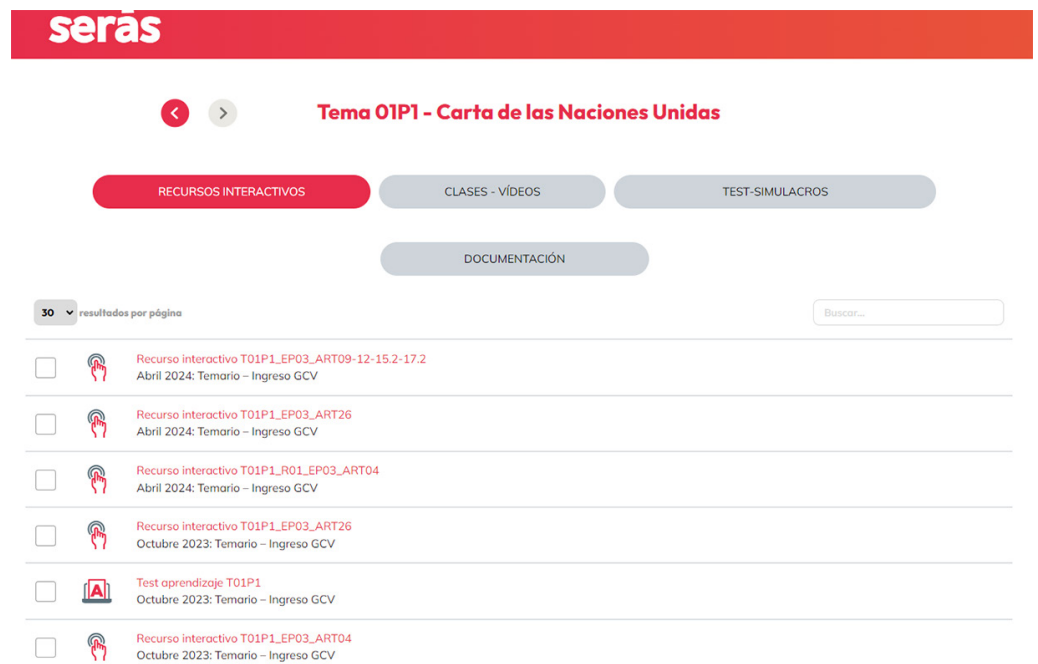 serás
Tema 01P1 - Carta de las Naciones Unidas
RECURSOS INTERACTIVOS CLASES - VÍDEOS TEST-SIMULACROS
DOCUMENTACIÓN
30 resultados por página Buscar...
Recurso interactivo T01P1_EP03_ART09-12-15.2-17.2
Abril 2024: Temario – Ingreso GCV
Recurso interactivo T01P1_EP03_ART26
Abril 2024: Temario – Ingreso GCV
Recurso interactivo T01P1_R01_EP03_ART04
Abril 2024: Temario – Ingreso GCV
Recurso interactivo T01P1_EP03_ART26
Octubre 2023: Temario – Ingreso GCV
A
Test aprendizaje T01P1
Octubre 2023: Temario – Ingreso GCV
Recurso interactivo T01P1_EP03_ART04
Octubre 2023: Temario – Ingreso GCV